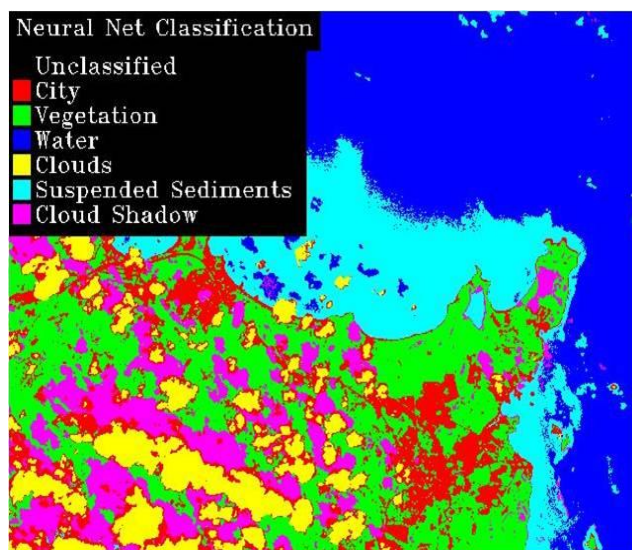 Neural Net Classification
Unclassified
City
Vegetation
Water
Clouds
Suspended Sediments
Cloud Shadow